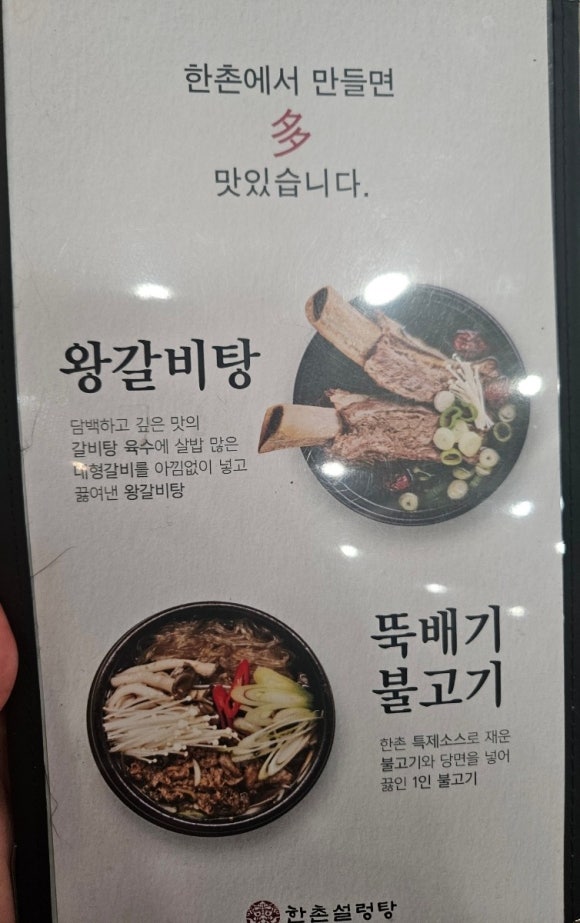 한촌에서 만들면
多
맛있습니다.
왕갈비탕
담백하고 깊은 맛의
갈비탕 육수에 살밥 많은
대형갈비를 아낌없이 넣고
끓여낸 왕갈비탕
뚝배기
불고기
한촌 특제소스로 재운
불고기와 당면을 넣어
끓인 1인 불고기
한촌설렁탕